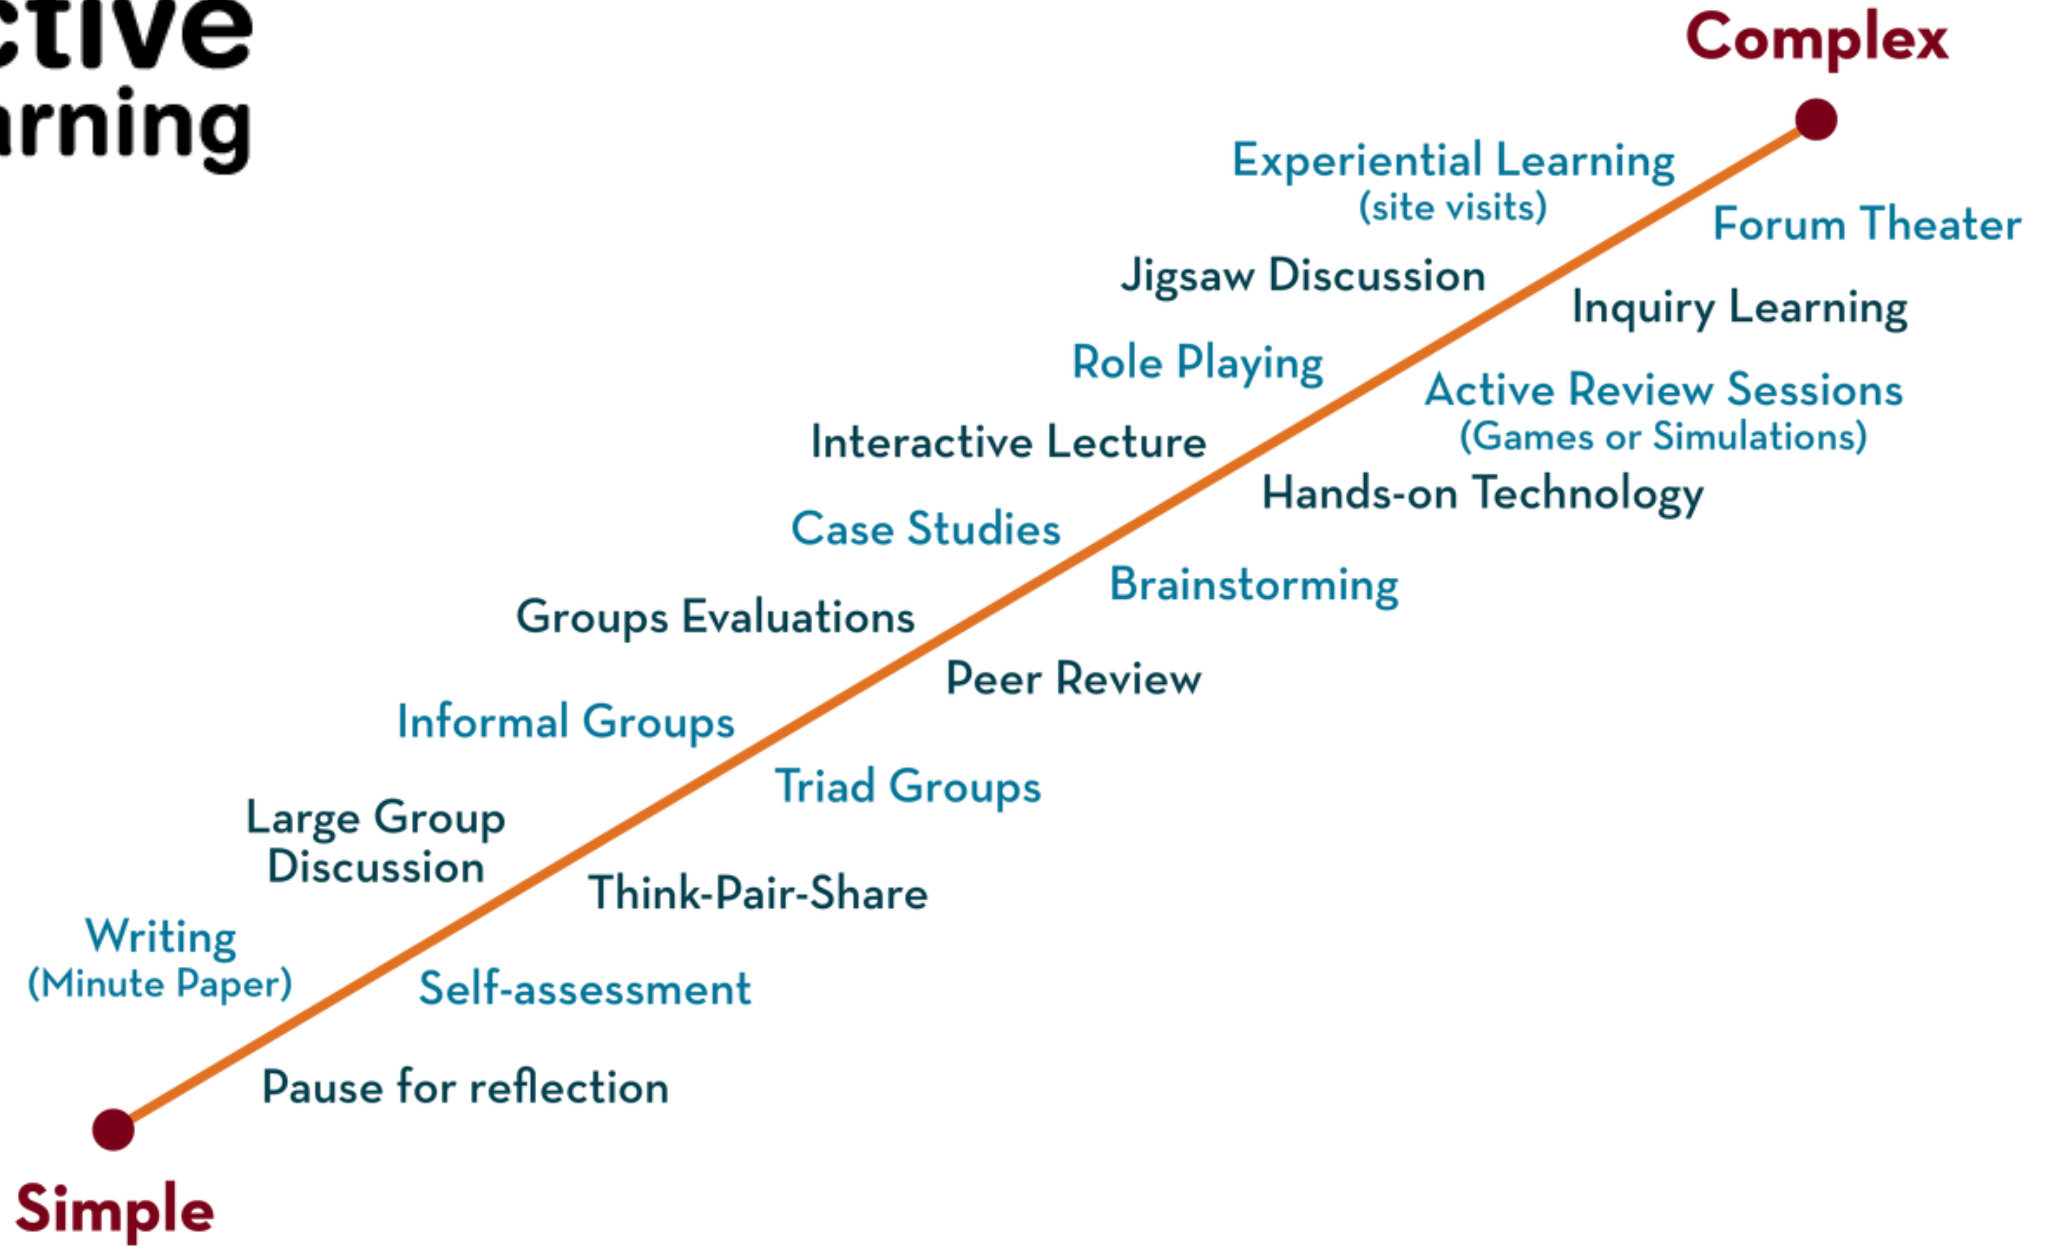 ctive
arning
Complex
Experiential Learning
(site visits)
Forum Theater
Jigsaw Discussion
Inquiry Learning
Role Playing
Active Review Sessions
(Games or Simulations)
Interactive Lecture
Hands-on Technology
Case Studies
Brainstorming
Groups Evaluations
Peer Review
Informal Groups
Triad Groups
Large Group
Discussion
Think-Pair-Share
Writing
(Minute Paper)
Self-assessment
Pause for reflection
Simple